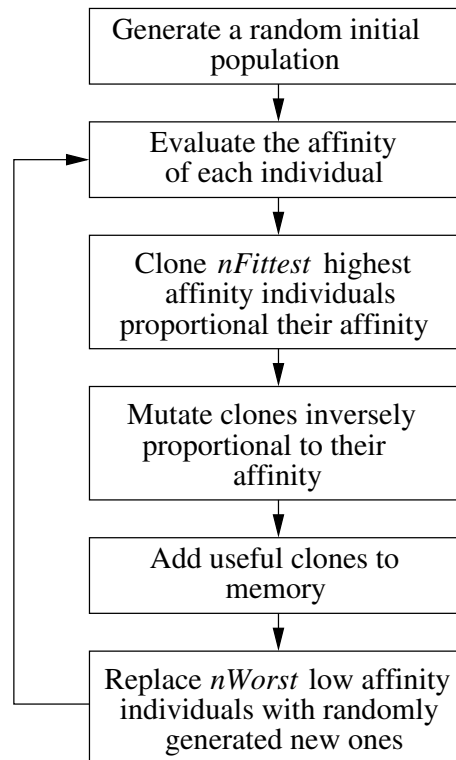 Generate a random initial
population
Evaluate the affinity
of each individual
Clone nFittest highest
affinity individuals
proportional their affinity
Mutate clones inversely
proportional to their
affinity
Add useful clones to
memory
Replace nWorst low affinity
individuals with randomly
generated new ones